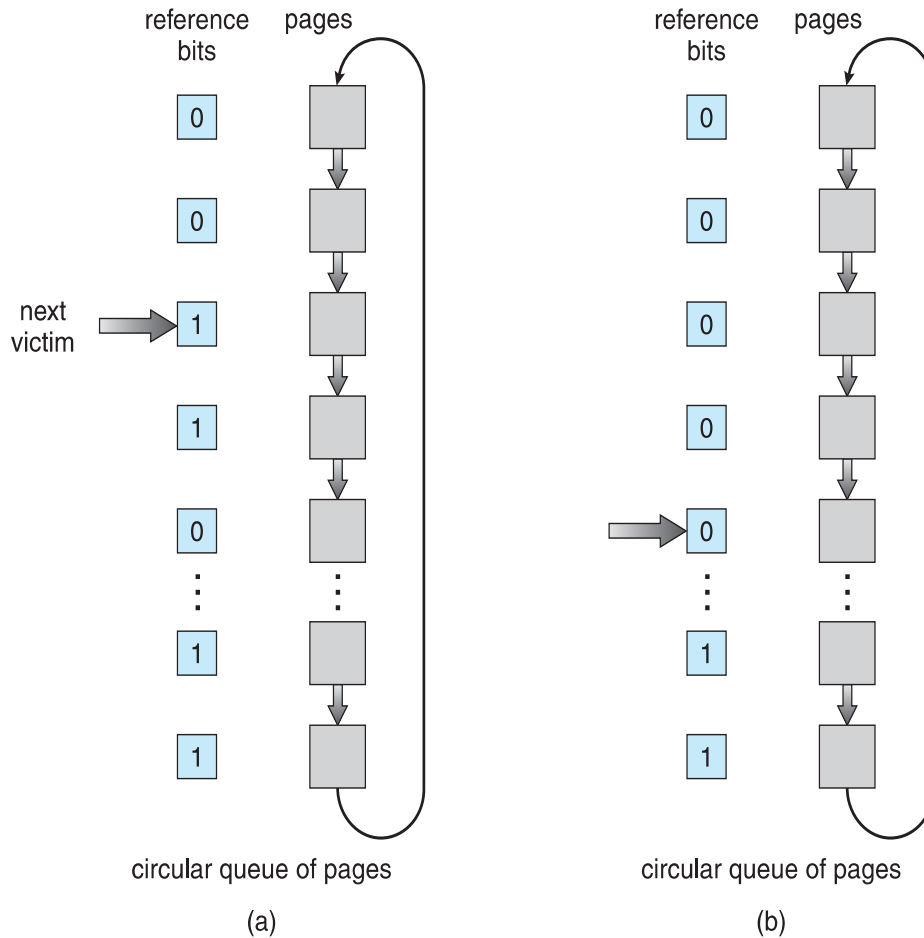 reference bits
pages
0
0
next victim
1
1
0
1
1
circular queue of pages
(a)
reference bits
pages
0
0
0
0
0
1
1
circular queue of pages
(b)